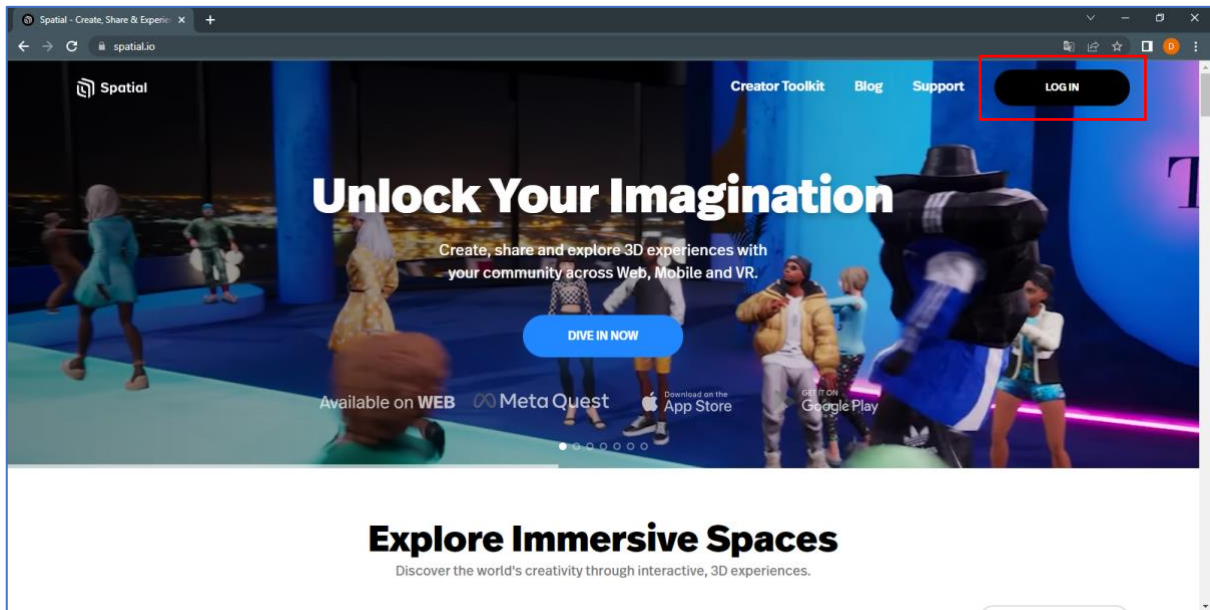 Spatial - Create, Share & Experie
spatial.io
D
Spatial
Creator Toolkit Blog Support LOG IN
T
Unlock Your Imagination
Create, share and explore 3D experiences with
your community across Web, Mobile and VR.
DIVE IN NOW
Available on WEB Meta Quest Download on the App Store GET IT ON Google Play
adidas
Explore Immersive Spaces
Discover the world's creativity through interactive, 3D experiences.